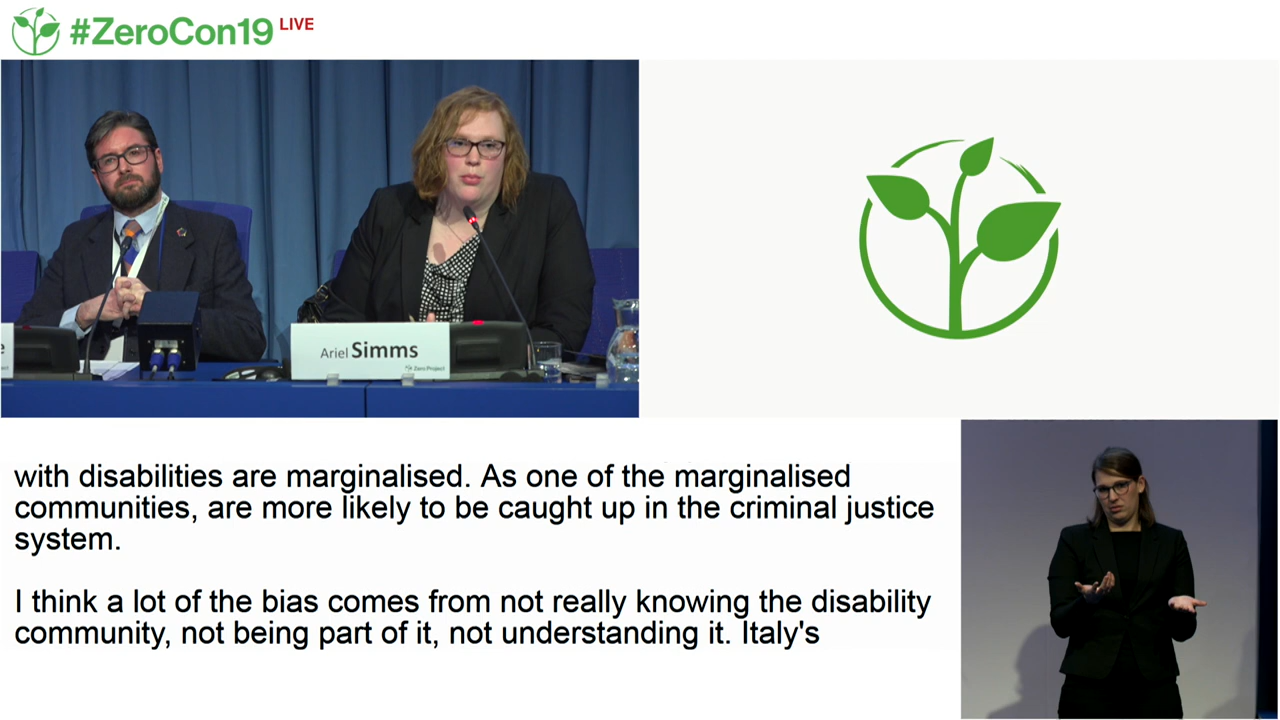 #ZeroCon19 LIVE
e
Ariel Simms
Zero Project
with disabilities are marginalised. As one of the marginalised
communities, are more likely to be caught up in the criminal justice
system.
I think a lot of the bias comes from not really knowing the disability
community, not being part of it, not understanding it. Italy's